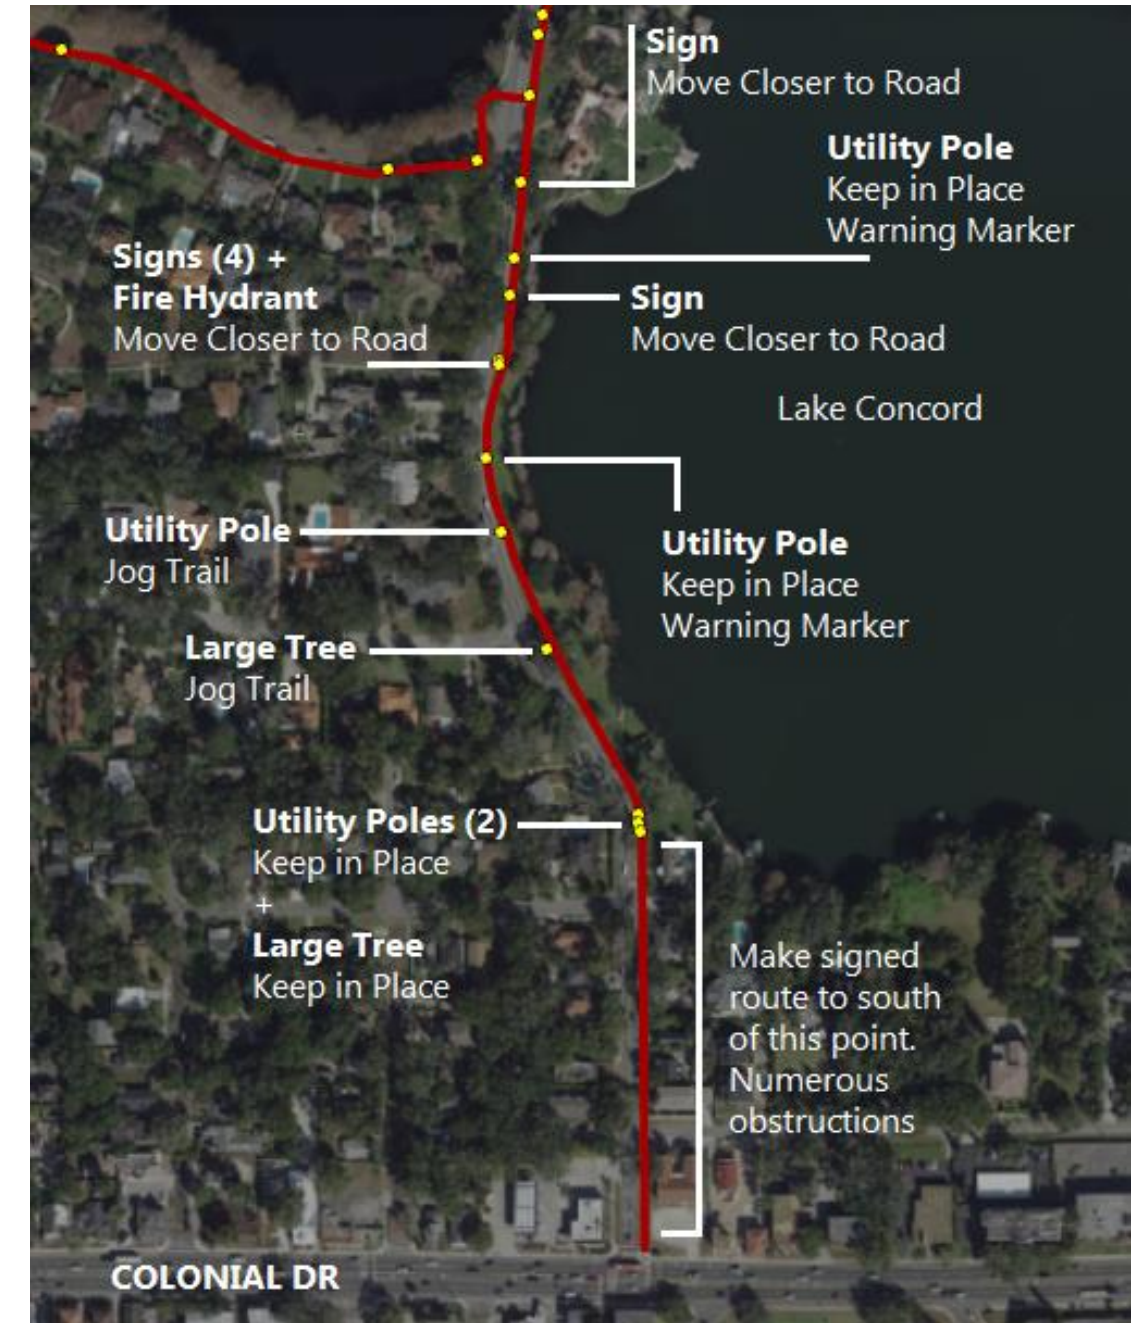 Sign
Move Closer to Road
Utility Pole
Keep in Place
Warning Marker
Signs (4) +
Fire Hydrant
Move Closer to Road
Sign
Move Closer to Road
Lake Concord
Utility Pole
Jog Trail
Utility Pole
Keep in Place
Warning Marker
Large Tree
Jog Trail
Utility Poles (2)
Keep in Place
+
Large Tree
Keep in Place
Make signed
route to south
of this point.
Numerous
obstructions
COLONIAL DR